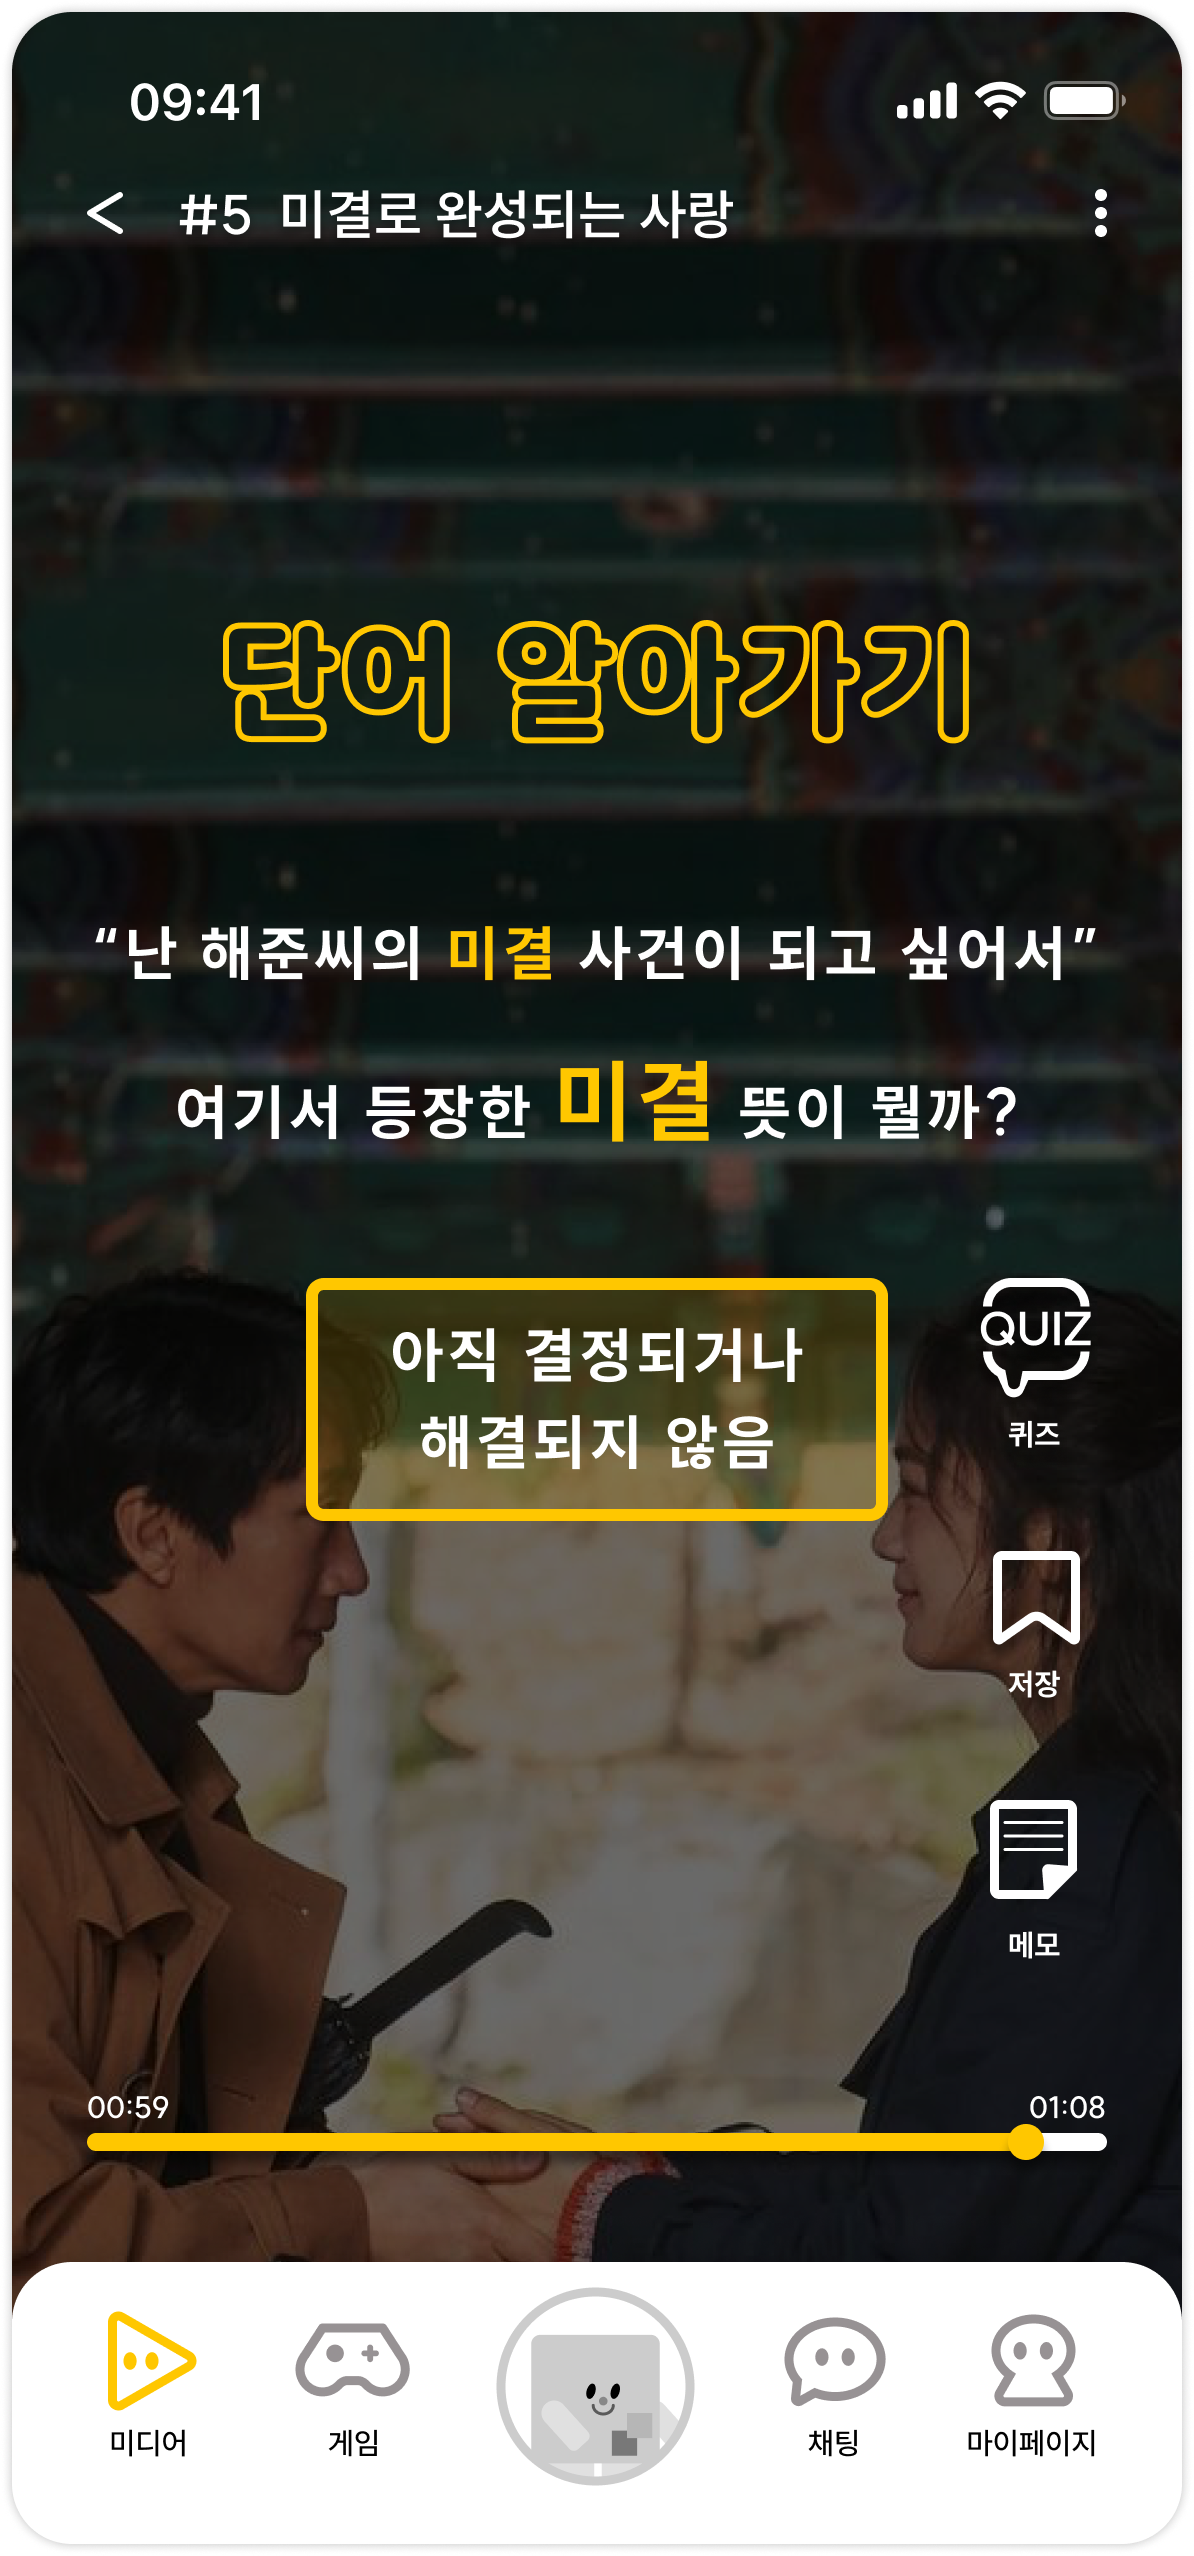 09:41
#5 미결로 완성되는 사랑
단어 알아가기
“난 해준씨의 미결 사건이 되고 싶어서”
여기서 등장한 미결 뜻이 뭘까?
아직 결정되거나
해결되지 않음
QUIZ
퀴즈
저장
메모
00:59 01:08
미디어 게임 채팅 마이페이지